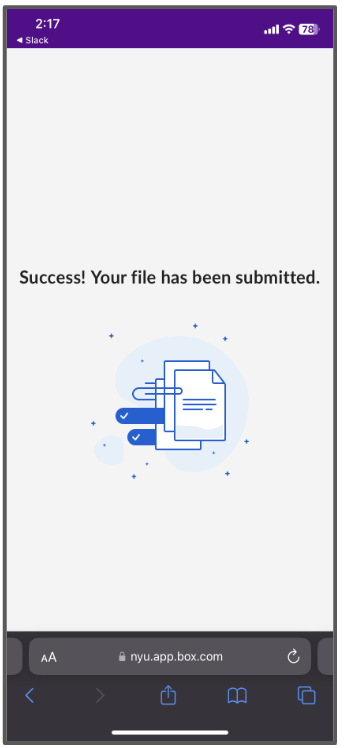 2:17
78
◀ Slack
Success! Your file has been submitted.
AA
nyu.app.box.com